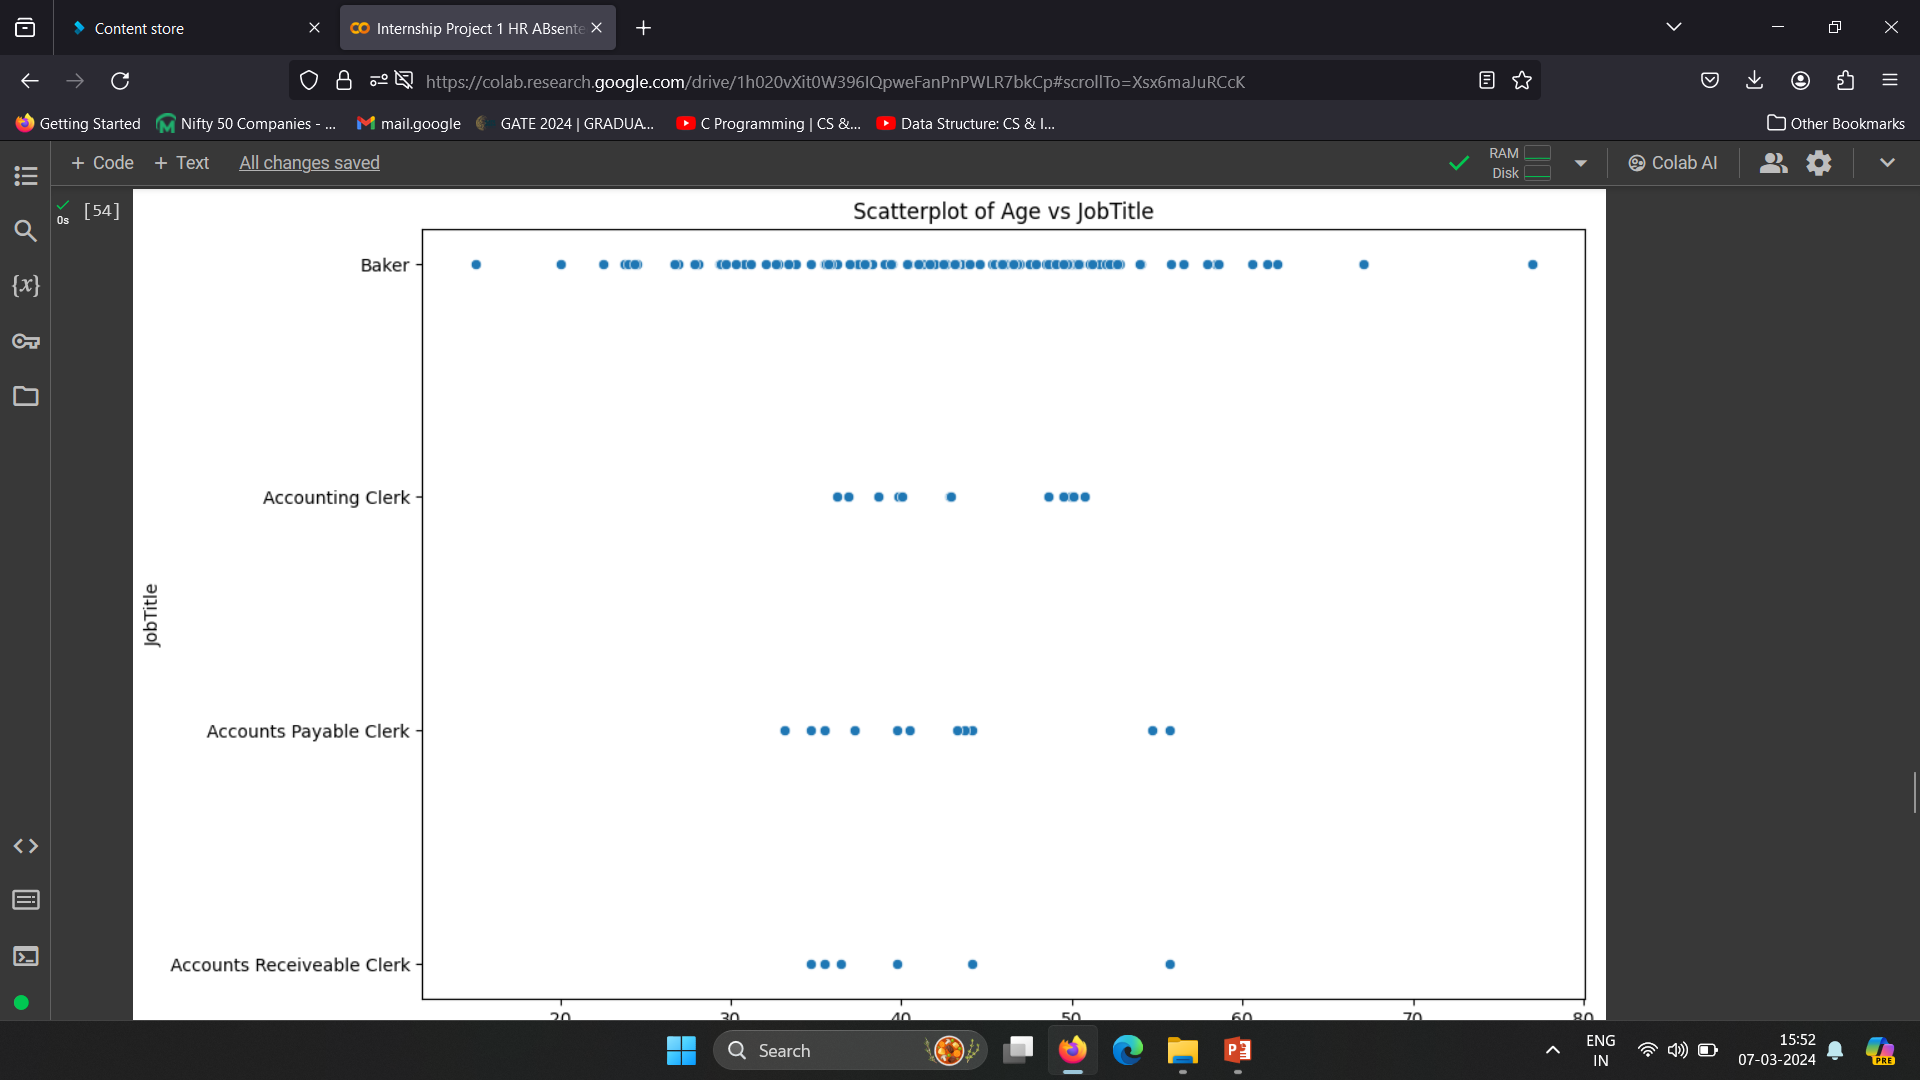 Content store
Internship Project 1 HR ABsente
https://colab.research.google.com/drive/1h020vXit0W396IQpweFanPnPWLR7bkCp#scrollTo=Xsx6maJuRCcK
Getting Started
Nifty 50 Companies - ...
mail.google
GATE 2024 | GRADUA...
C Programming | CS &...
Data Structure: CS & I...
Other Bookmarks
+ Code + Text All changes saved
RAM
Disk
Colab AI
0s
[54]
{x}
Scatterplot of Age vs JobTitle
Baker
Accounting Clerk
JobTitle
Accounts Payable Clerk
Accounts Receiveable Clerk
20 30 40 50 60 70 80
Search
ENG
IN
15:52
07-03-2024
PRE